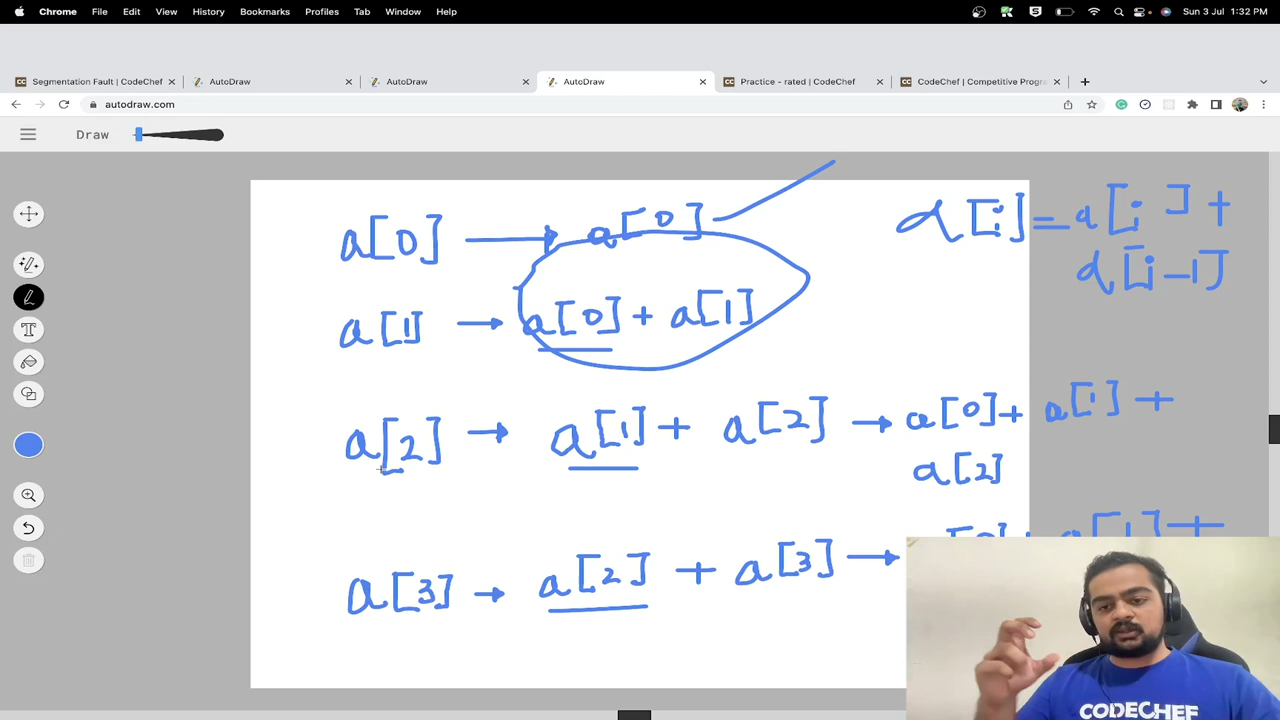 Chrome File Edit View History Bookmarks Profiles Tab Window Help Sun 3 Jul 1:32 PM
Segmentation Fault | CodeChef AutoDraw AutoDraw AutoDraw Practice - rated | CodeChef CodeChef | Competitive Progr
autodraw.com
Draw
a[0] → a[0]
a[i] = a[i] +
a[i-1]
a[1] → a[0] + a[1]
a[2] → a[1] + a[2] → a[0] + a[1] +
a[2]
a[3] → a[2] + a[3] →
CODECHEF